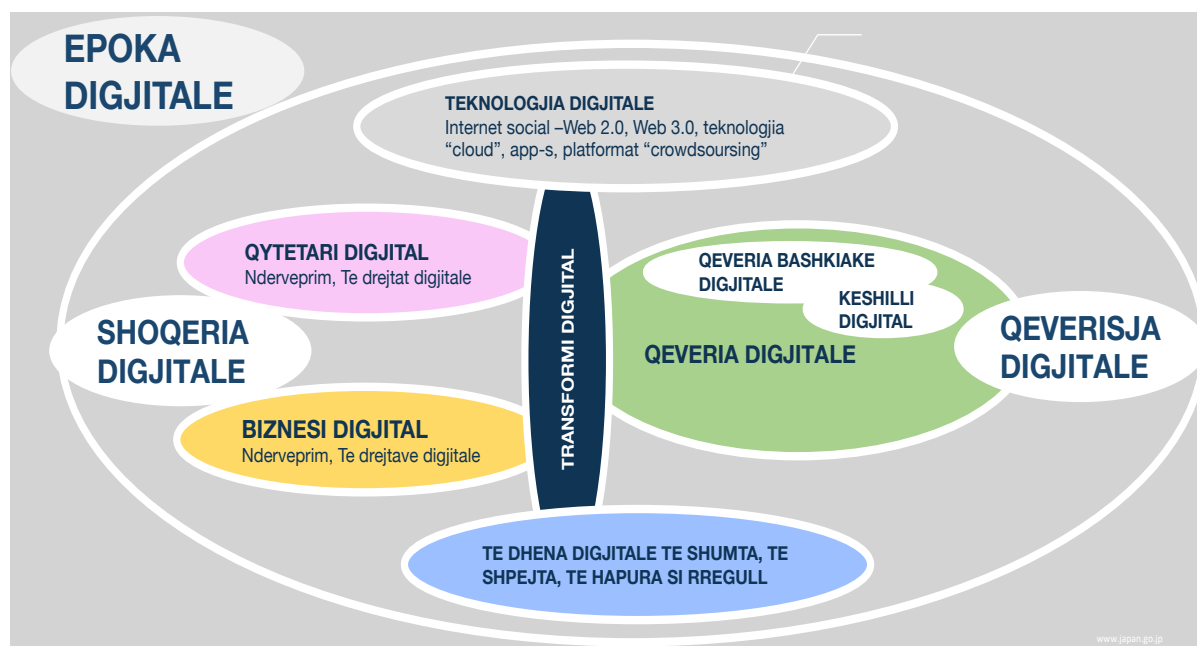 EPOKA
DIGJITALE
TEKNOLOGJIA DIGJITALE
Internet social –Web 2.0, Web 3.0, teknologjia
“cloud”, app-s, platformat “crowdsoursing”
QYTETARI DIGJITAL
Nderveprim, Te drejtat digjitale
SHOQERIA
DIGJITALE
BIZNESI DIGJITAL
Nderveprim, Te drejtave digjitale
TRANSFORMI DIGJITAL
QEVERIA BASHKIAKE
DIGJITALE
KESHILLI
DIGJITAL
QEVERIA DIGJITALE
QEVERISJA
DIGJITALE
TE DHENA DIGJITALE TE SHUMTA, TE
SHPEJTA, TE HAPURA SI RREGULL
www.japan.go.jp